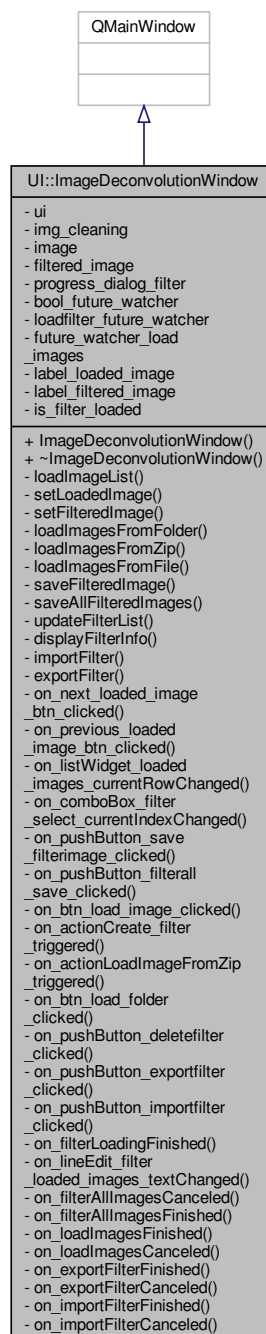 QMainWindow
UI::ImageDeconvolutionWindow
- ui
- img_cleaning
- image
- filtered_image
- progress_dialog_filter
- bool_future_watcher
- loadfilter_future_watcher
- future_watcher_load
_images
- label_loaded_image
- label_filtered_image
- is_filter_loaded
+ ImageDeconvolutionWindow()
+ ~ImageDeconvolutionWindow()
- loadImageList()
- setLoadedImage()
- setFilteredImage()
- loadImagesFromFolder()
- loadImagesFromZip()
- loadImagesFromFile()
- saveFilteredImage()
- saveAllFilteredImages()
- updateFilterList()
- displayFilterInfo()
- importFilter()
- exportFilter()
- on_next_loaded_image
_btn_clicked()
- on_previous_loaded
_image_btn_clicked()
- on_listWidget_loaded
_images_currentRowChanged()
- on_comboBox_filter
_select_currentIndexChanged()
- on_pushButton_save
_filterimage_clicked()
- on_pushButton_filterall
_save_clicked()
- on_btn_load_image_clicked()
- on_actionCreate_filter
_triggered()
- on_actionLoadImageFromZip
_triggered()
- on_btn_load_folder
_clicked()
- on_pushButton_deletefilter
_clicked()
- on_pushButton_exportfilter
_clicked()
- on_pushButton_importfilter
_clicked()
- on_filterLoadingFinished()
- on_lineEdit_filter
_loaded_images_textChanged()
- on_filterAllImagesCanceled()
- on_filterAllImagesFinished()
- on_loadImagesFinished()
- on_loadImagesCanceled()
- on_exportFilterFinished()
- on_exportFilterCanceled()
- on_importFilterFinished()
- on_importFilterCanceled()